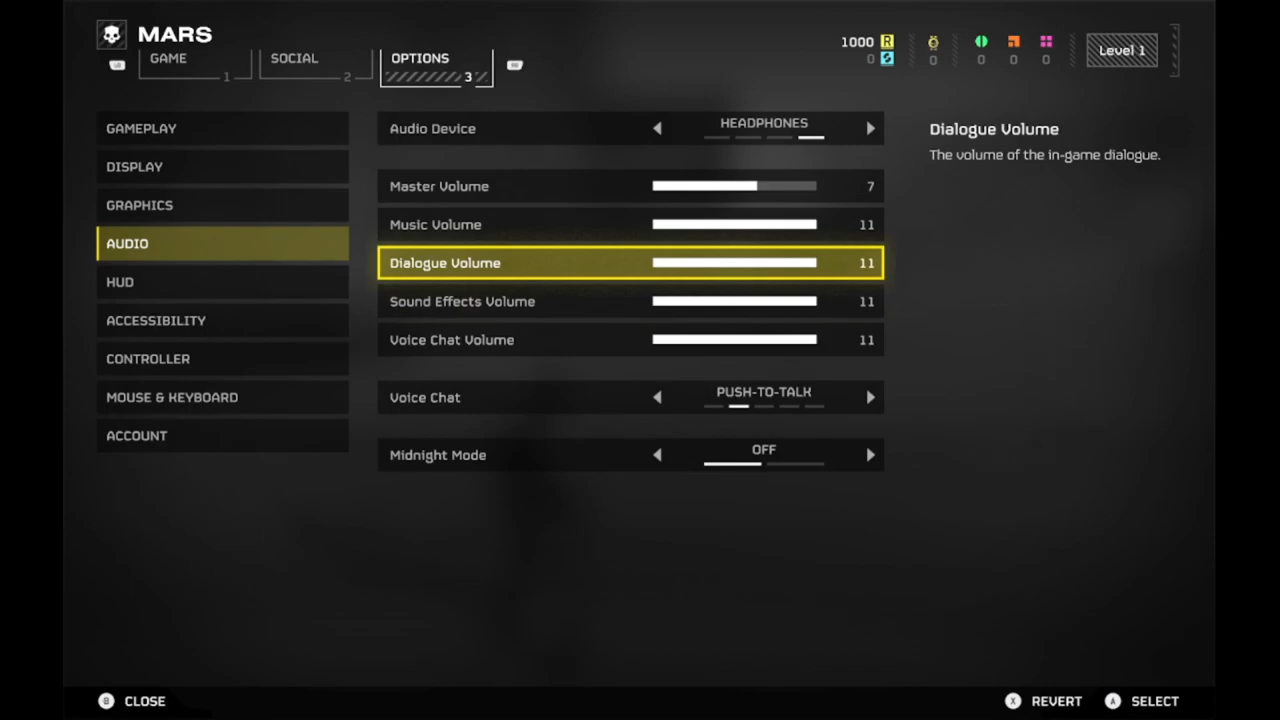 MARS
GAME 1
SOCIAL 2
OPTIONS 3
1000 R
0 S
0
0 0 0
Level 1
GAMEPLAY
DISPLAY
GRAPHICS
AUDIO
HUD
ACCESSIBILITY
CONTROLLER
MOUSE & KEYBOARD
ACCOUNT
Audio Device HEADPHONES
Master Volume 7
Music Volume 11
Dialogue Volume 11
Sound Effects Volume 11
Voice Chat Volume 11
Voice Chat PUSH-TO-TALK
Midnight Mode OFF
Dialogue Volume
The volume of the in-game dialogue.
B CLOSE
X REVERT
A SELECT